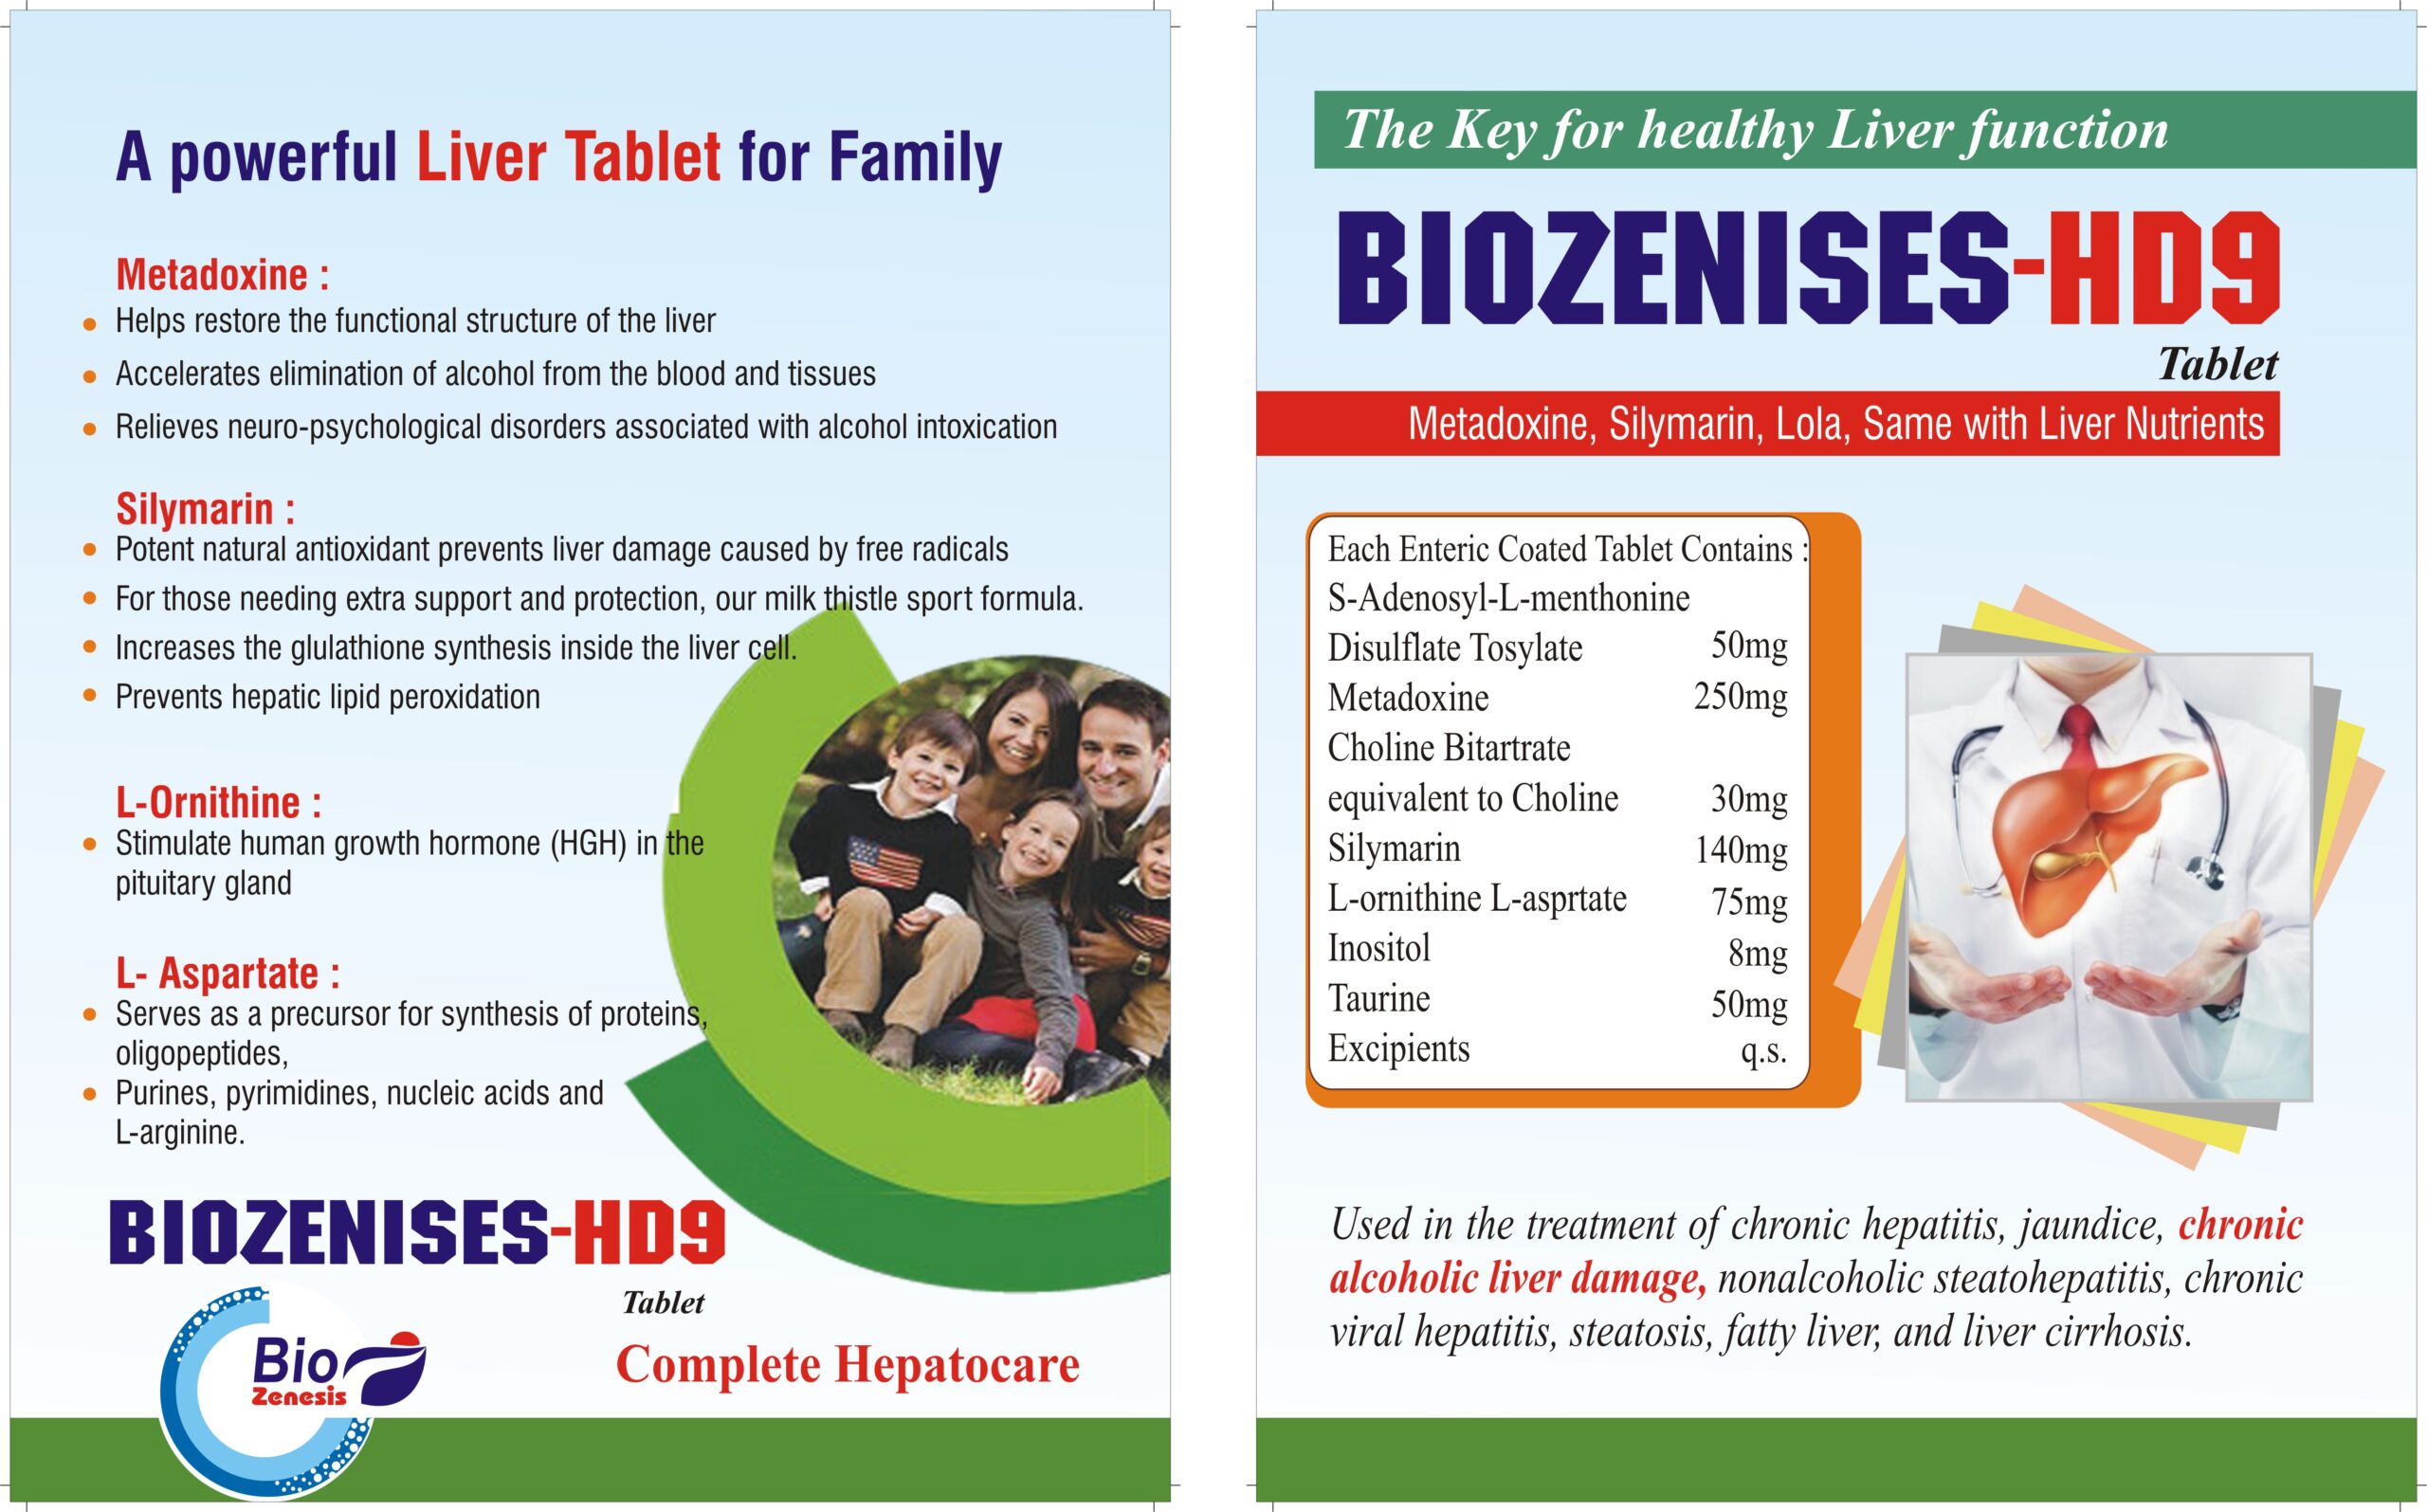 A powerful Liver Tablet for Family
Metadoxine :
Helps restore the functional structure of the liver
Accelerates elimination of alcohol from the blood and tissues
Relieves neuro-psychological disorders associated with alcohol intoxication
Silymarin :
Potent natural antioxidant prevents liver damage caused by free radicals
For those needing extra support and protection, our milk thistle sport formula.
Increases the glulathione synthesis inside the liver cell.
Prevents hepatic lipid peroxidation
L-Ornithine :
Stimulate human growth hormone (HGH) in the
pituitary gland
L- Aspartate :
Serves as a precursor for synthesis of proteins,
oligopeptides,
Purines, pyrimidines, nucleic acids and
L-arginine.
BIOZENISES-HD9
Tablet
Bio
Zenesis
Complete Hepatocare
The Key for healthy Liver function
BIOZENISES-HD9
Tablet
Metadoxine, Silymarin, Lola, Same with Liver Nutrients
Each Enteric Coated Tablet Contains :
S-Adenosyl-L-menthonine
Disulflate Tosylate 50mg
Metadoxine 250mg
Choline Bitartrate
equivalent to Choline 30mg
Silymarin 140mg
L-ornithine L-asprtate 75mg
Inositol 8mg
Taurine 50mg
Excipients q.s.
Used in the treatment of chronic hepatitis, jaundice, chronic
alcoholic liver damage, nonalcoholic steatohepatitis, chronic
viral hepatitis, steatosis, fatty liver, and liver cirrhosis.